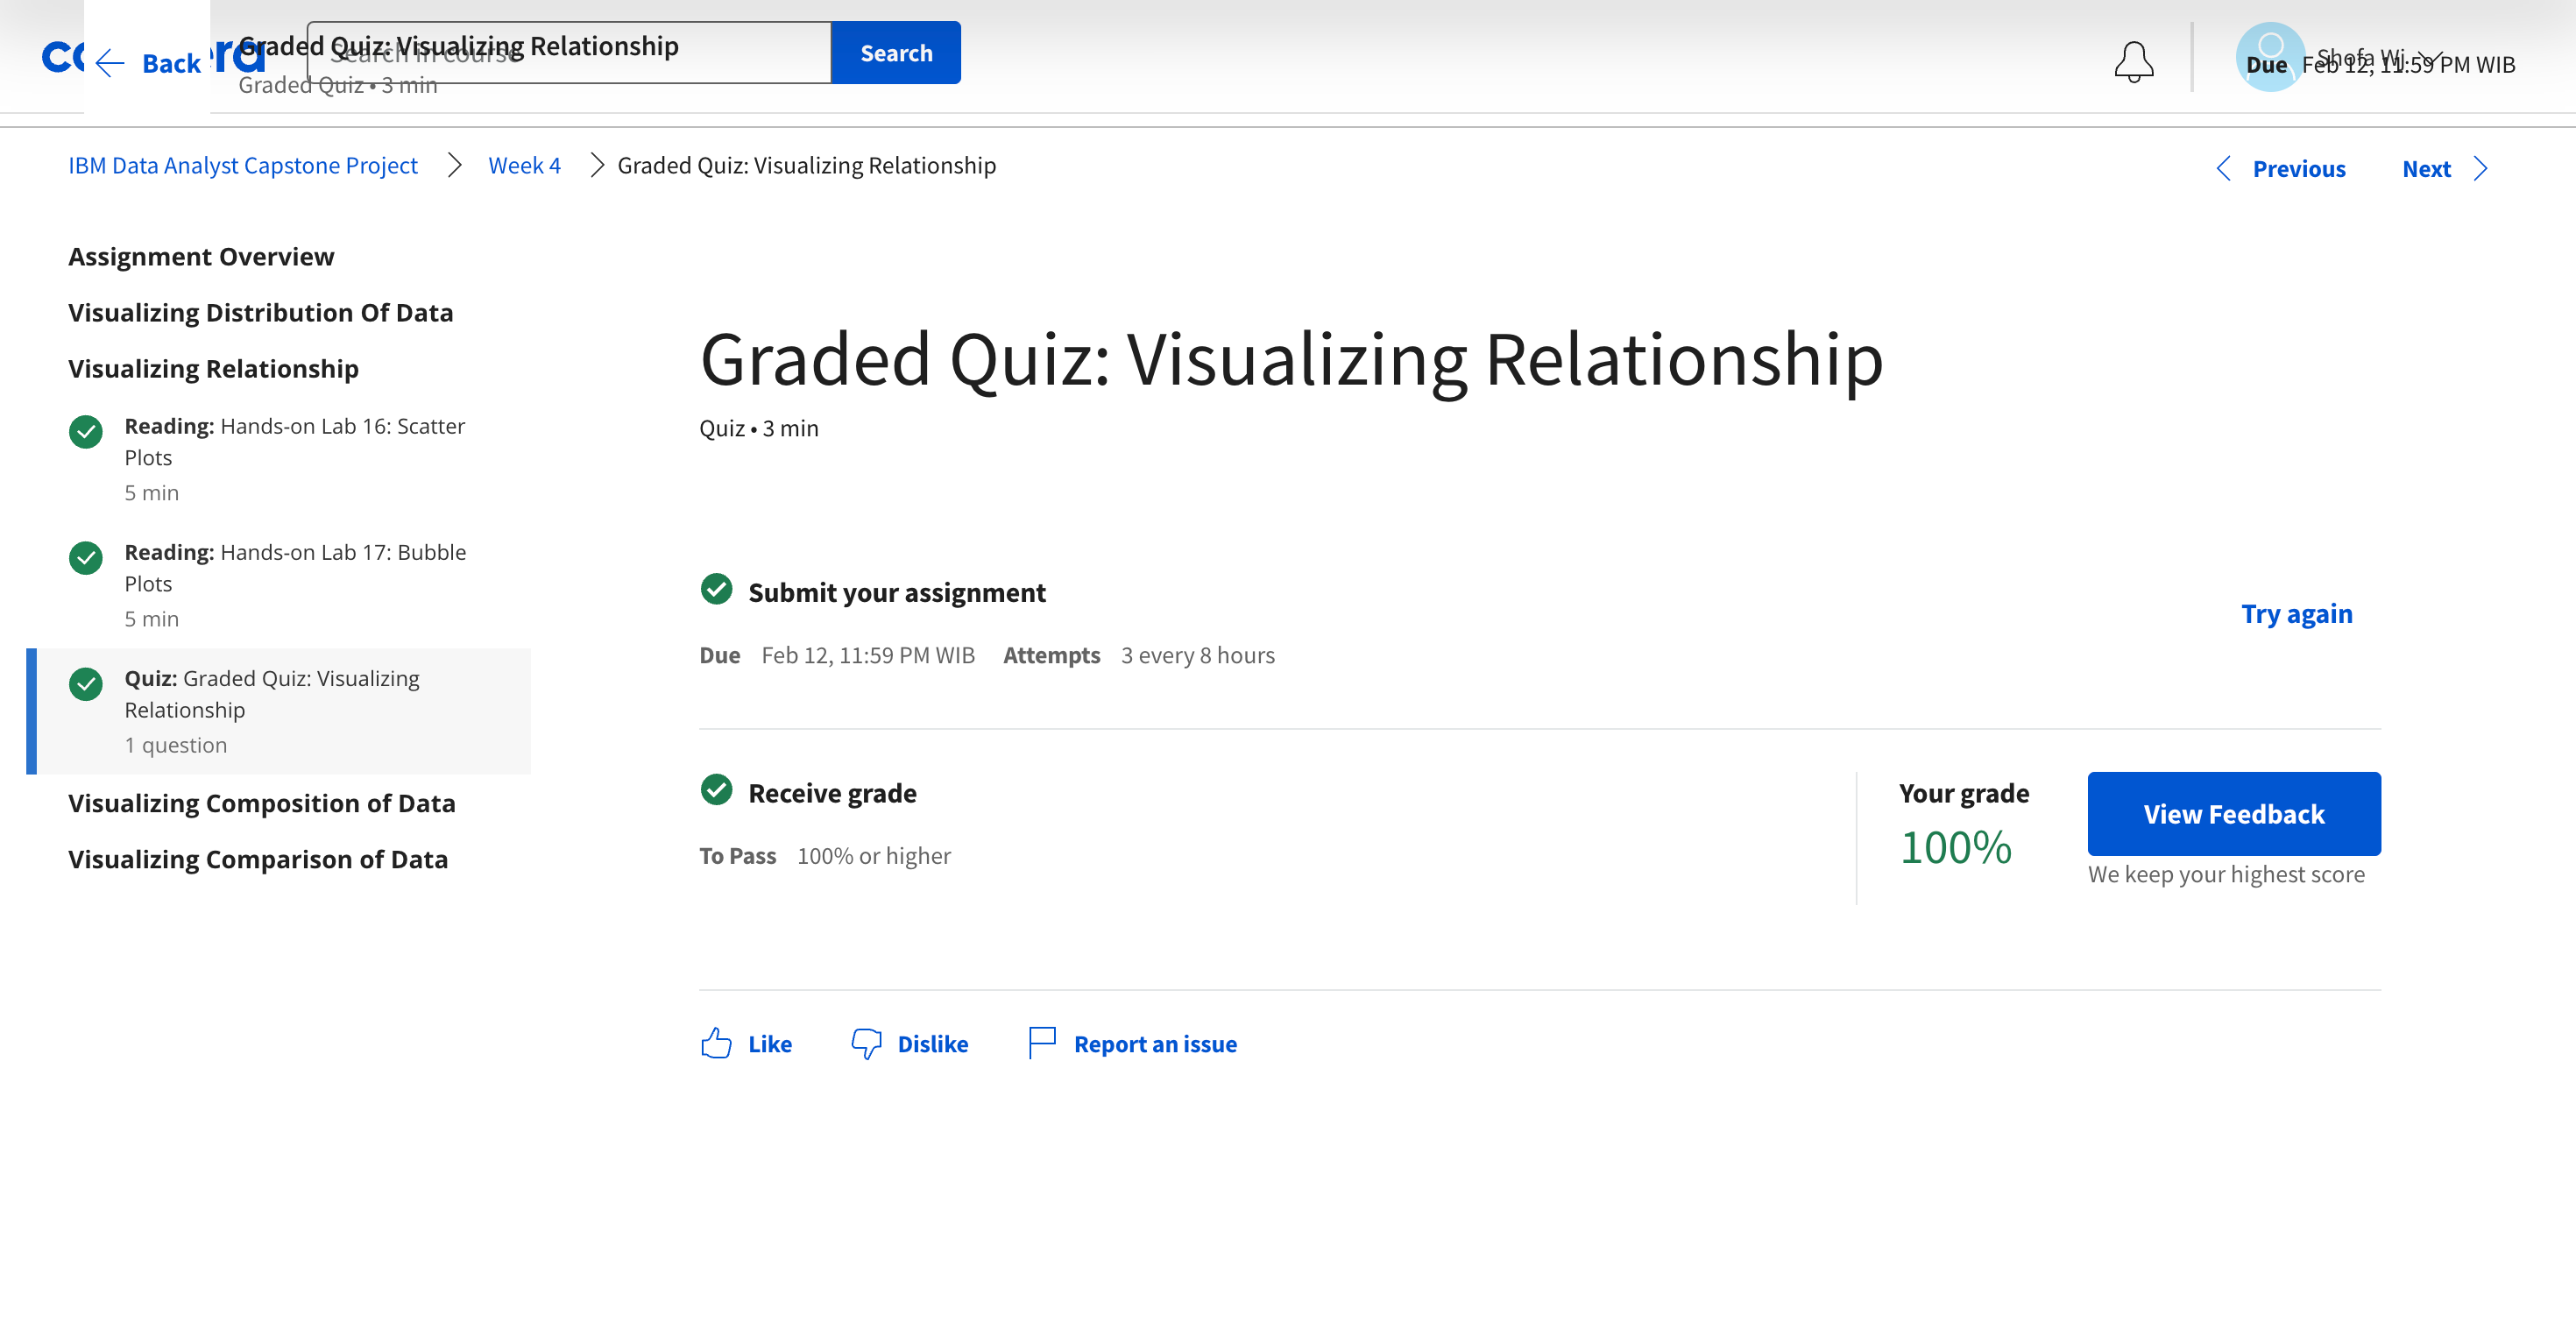 Back
Graded Quiz: Visualizing Relationship
Search in course
Graded Quiz • 3 min
Search
Shofa Wi
Due Feb 12, 11:59 PM WIB
IBM Data Analyst Capstone Project
Week 4
Graded Quiz: Visualizing Relationship
Previous
Next
Assignment Overview
Visualizing Distribution Of Data
Visualizing Relationship
Reading: Hands-on Lab 16: Scatter
Plots
5 min
Reading: Hands-on Lab 17: Bubble
Plots
5 min
Quiz: Graded Quiz: Visualizing
Relationship
1 question
Visualizing Composition of Data
Visualizing Comparison of Data
Graded Quiz: Visualizing Relationship
Quiz • 3 min
Submit your assignment
Due Feb 12, 11:59 PM WIB Attempts 3 every 8 hours
Try again
Receive grade
To Pass 100% or higher
Your grade
100%
View Feedback
We keep your highest score
Like
Dislike
Report an issue